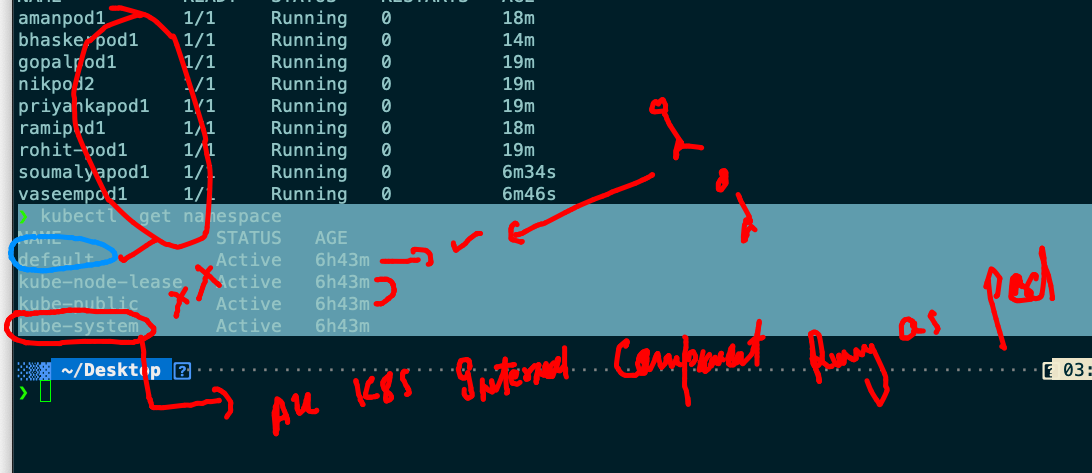 NAME READY STATUS RESTARTS AGE
amanpod1 1/1 Running 0 18m
bhaskerpod1 1/1 Running 0 14m
gopalpod1 1/1 Running 0 19m
nikpod2 1/1 Running 0 19m
priyankapod1 1/1 Running 0 19m
ramipod1 1/1 Running 0 18m
rohit-pod1 1/1 Running 0 19m
soumalyapod1 1/1 Running 0 6m34s
vaseempod1 1/1 Running 0 6m46s
❯ kubectl get namespace
NAME STATUS AGE
default Active 6h43m
kube-node-lease Active 6h43m
kube-public Active 6h43m
kube-system Active 6h43m
~/Desktop 03:
❯
All K8S Internal Component as